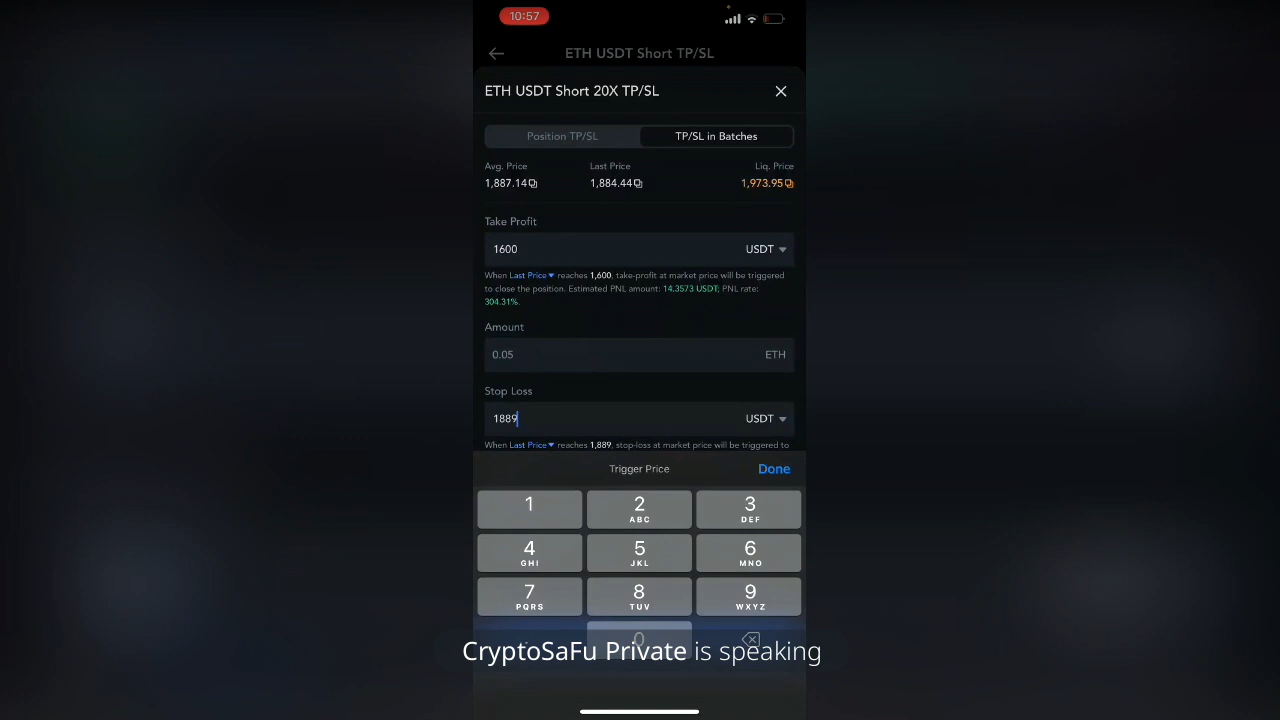 10:57
ETH USDT Short TP/SL
ETH USDT Short 20X TP/SL
Position TP/SL
TP/SL in Batches
Avg. Price
Last Price
Liq. Price
1,887.14
1,884.44
1,973.95
Take Profit
1600
USDT
When Last Price reaches 1,600, take-profit at market price will be triggered
to close the position. Estimated PNL amount: 14.3573 USDT; PNL rate:
304.31%.
Amount
0.05
ETH
Stop Loss
1889
USDT
When Last Price reaches 1,889, stop-loss at market price will be triggered to
Trigger Price
Done
1
2
ABC
3
DEF
4
GHI
5
JKL
6
MNO
7
PQRS
8
TUV
9
WXYZ
.
0
CryptoSaFu Private is speaking